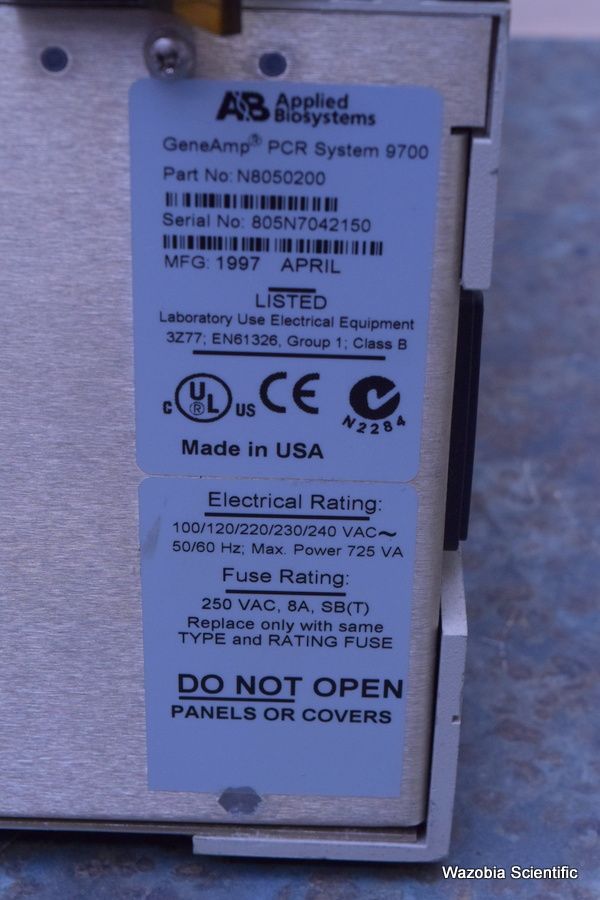 AB Applied Biosystems
GeneAmp® PCR System 9700
Part No: N8050200
Serial No: 805N7042150
MFG: 1997 APRIL
LISTED
Laboratory Use Electrical Equipment
3Z77; EN61326, Group 1; Class B
C UL® US CE N2284
Made in USA
Electrical Rating:
100/120/220/230/240 VAC~
50/60 Hz; Max. Power 725 VA
Fuse Rating:
250 VAC, 8A, SB(T)
Replace only with same
TYPE and RATING FUSE
DO NOT OPEN
PANELS OR COVERS
Wazobia Scientific